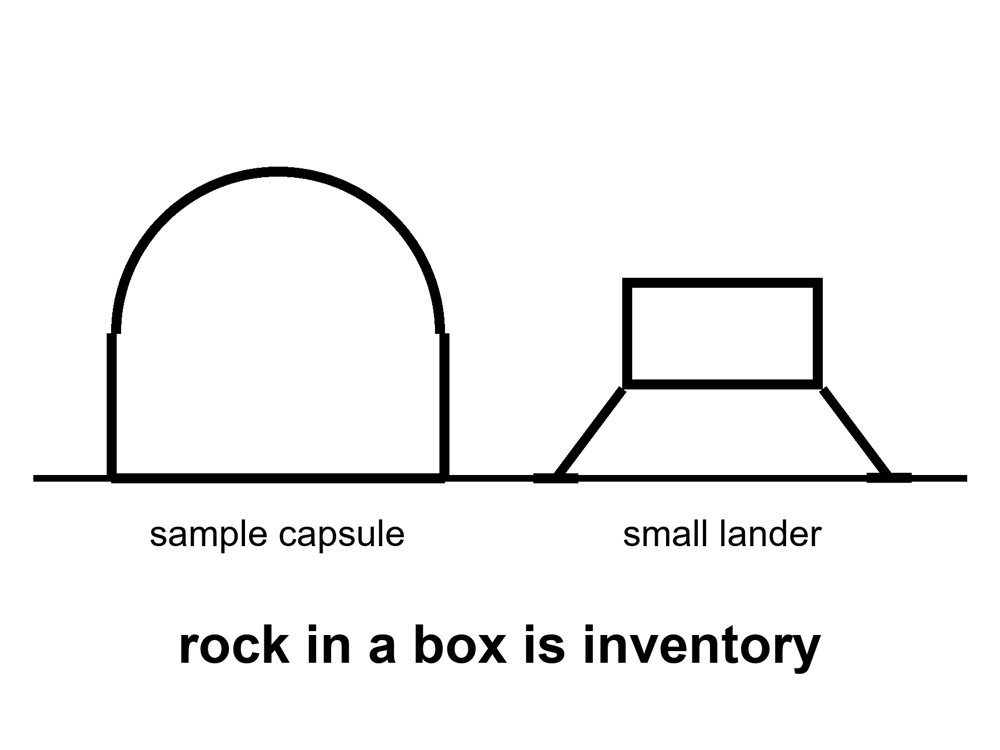 sample capsule
small lander
rock in a box is inventory